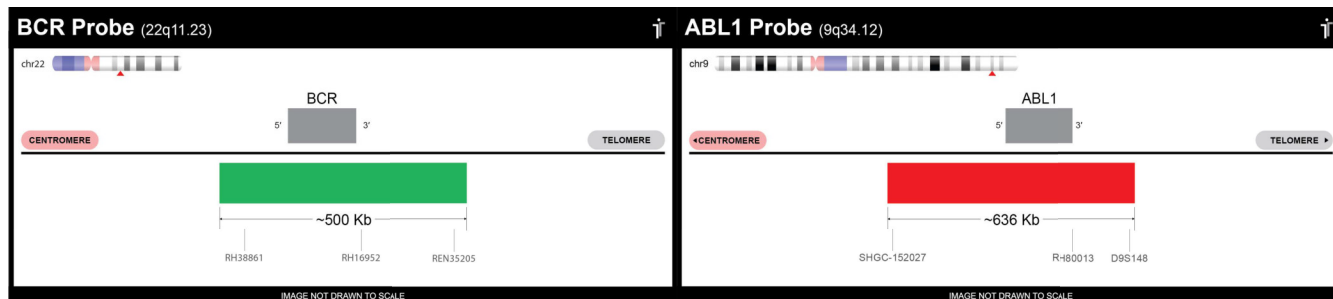 BCR Probe (22q11.23)
chr22
BCR
5' 3'
CENTROMERE TELOMERE
~500 Kb
RH38861 RH16952 REN35205
IMAGE NOT DRAWN TO SCALE
ABL1 Probe (9q34.12)
chr9
ABL1
5' 3'
CENTROMERE TELOMERE
~636 Kb
SHGC-152027 RH80013 D9S148
IMAGE NOT DRAWN TO SCALE